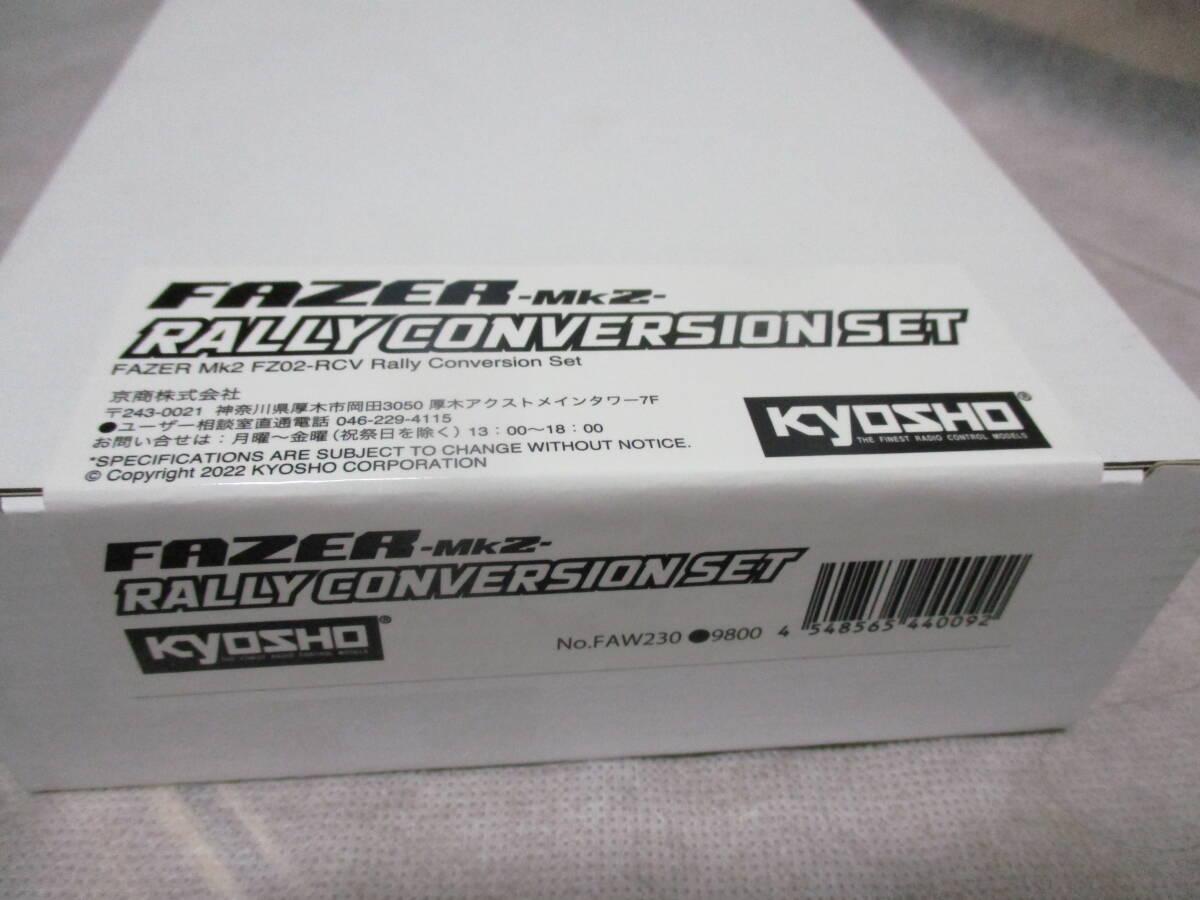 FAZER -Mk2-
RALLY CONVERSION SET
FAZER Mk2 FZ02-RCV Rally Conversion Set
京商株式会社
〒243-0021 神奈川県厚木市岡田3050 厚木アクストメインタワー7F
●ユーザー相談室直通電話 046-229-4115
お問い合せは：月曜〜金曜(祝祭日を除く) 13：00〜18：00
*SPECIFICATIONS ARE SUBJECT TO CHANGE WITHOUT NOTICE.
© Copyright 2022 KYOSHO CORPORATION
KYOSHO®
THE FINEST RADIO CONTROL MODELS
FAZER -Mk2-
RALLY CONVERSION SET
KYOSHO®
THE FINEST RADIO CONTROL MODELS
No.FAW230 ●9800
4 548565 440092